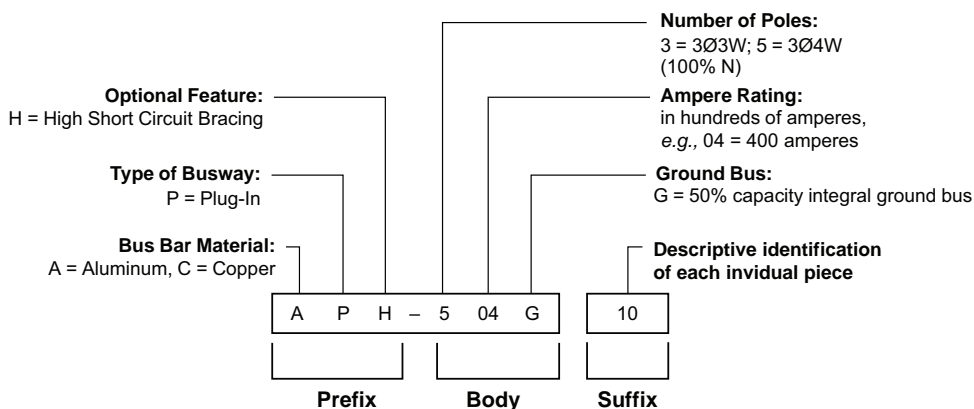 Number of Poles:
3 = 3Ø3W; 5 = 3Ø4W
(100% N)
Optional Feature:
H = High Short Circuit Bracing
Ampere Rating:
in hundreds of amperes,
e.g., 04 = 400 amperes
Type of Busway:
P = Plug-In
Ground Bus:
G = 50% capacity integral ground bus
Bus Bar Material:
A = Aluminum, C = Copper
Descriptive identification
of each invidual piece
A P H – 5 04 G 10
Prefix Body Suffix